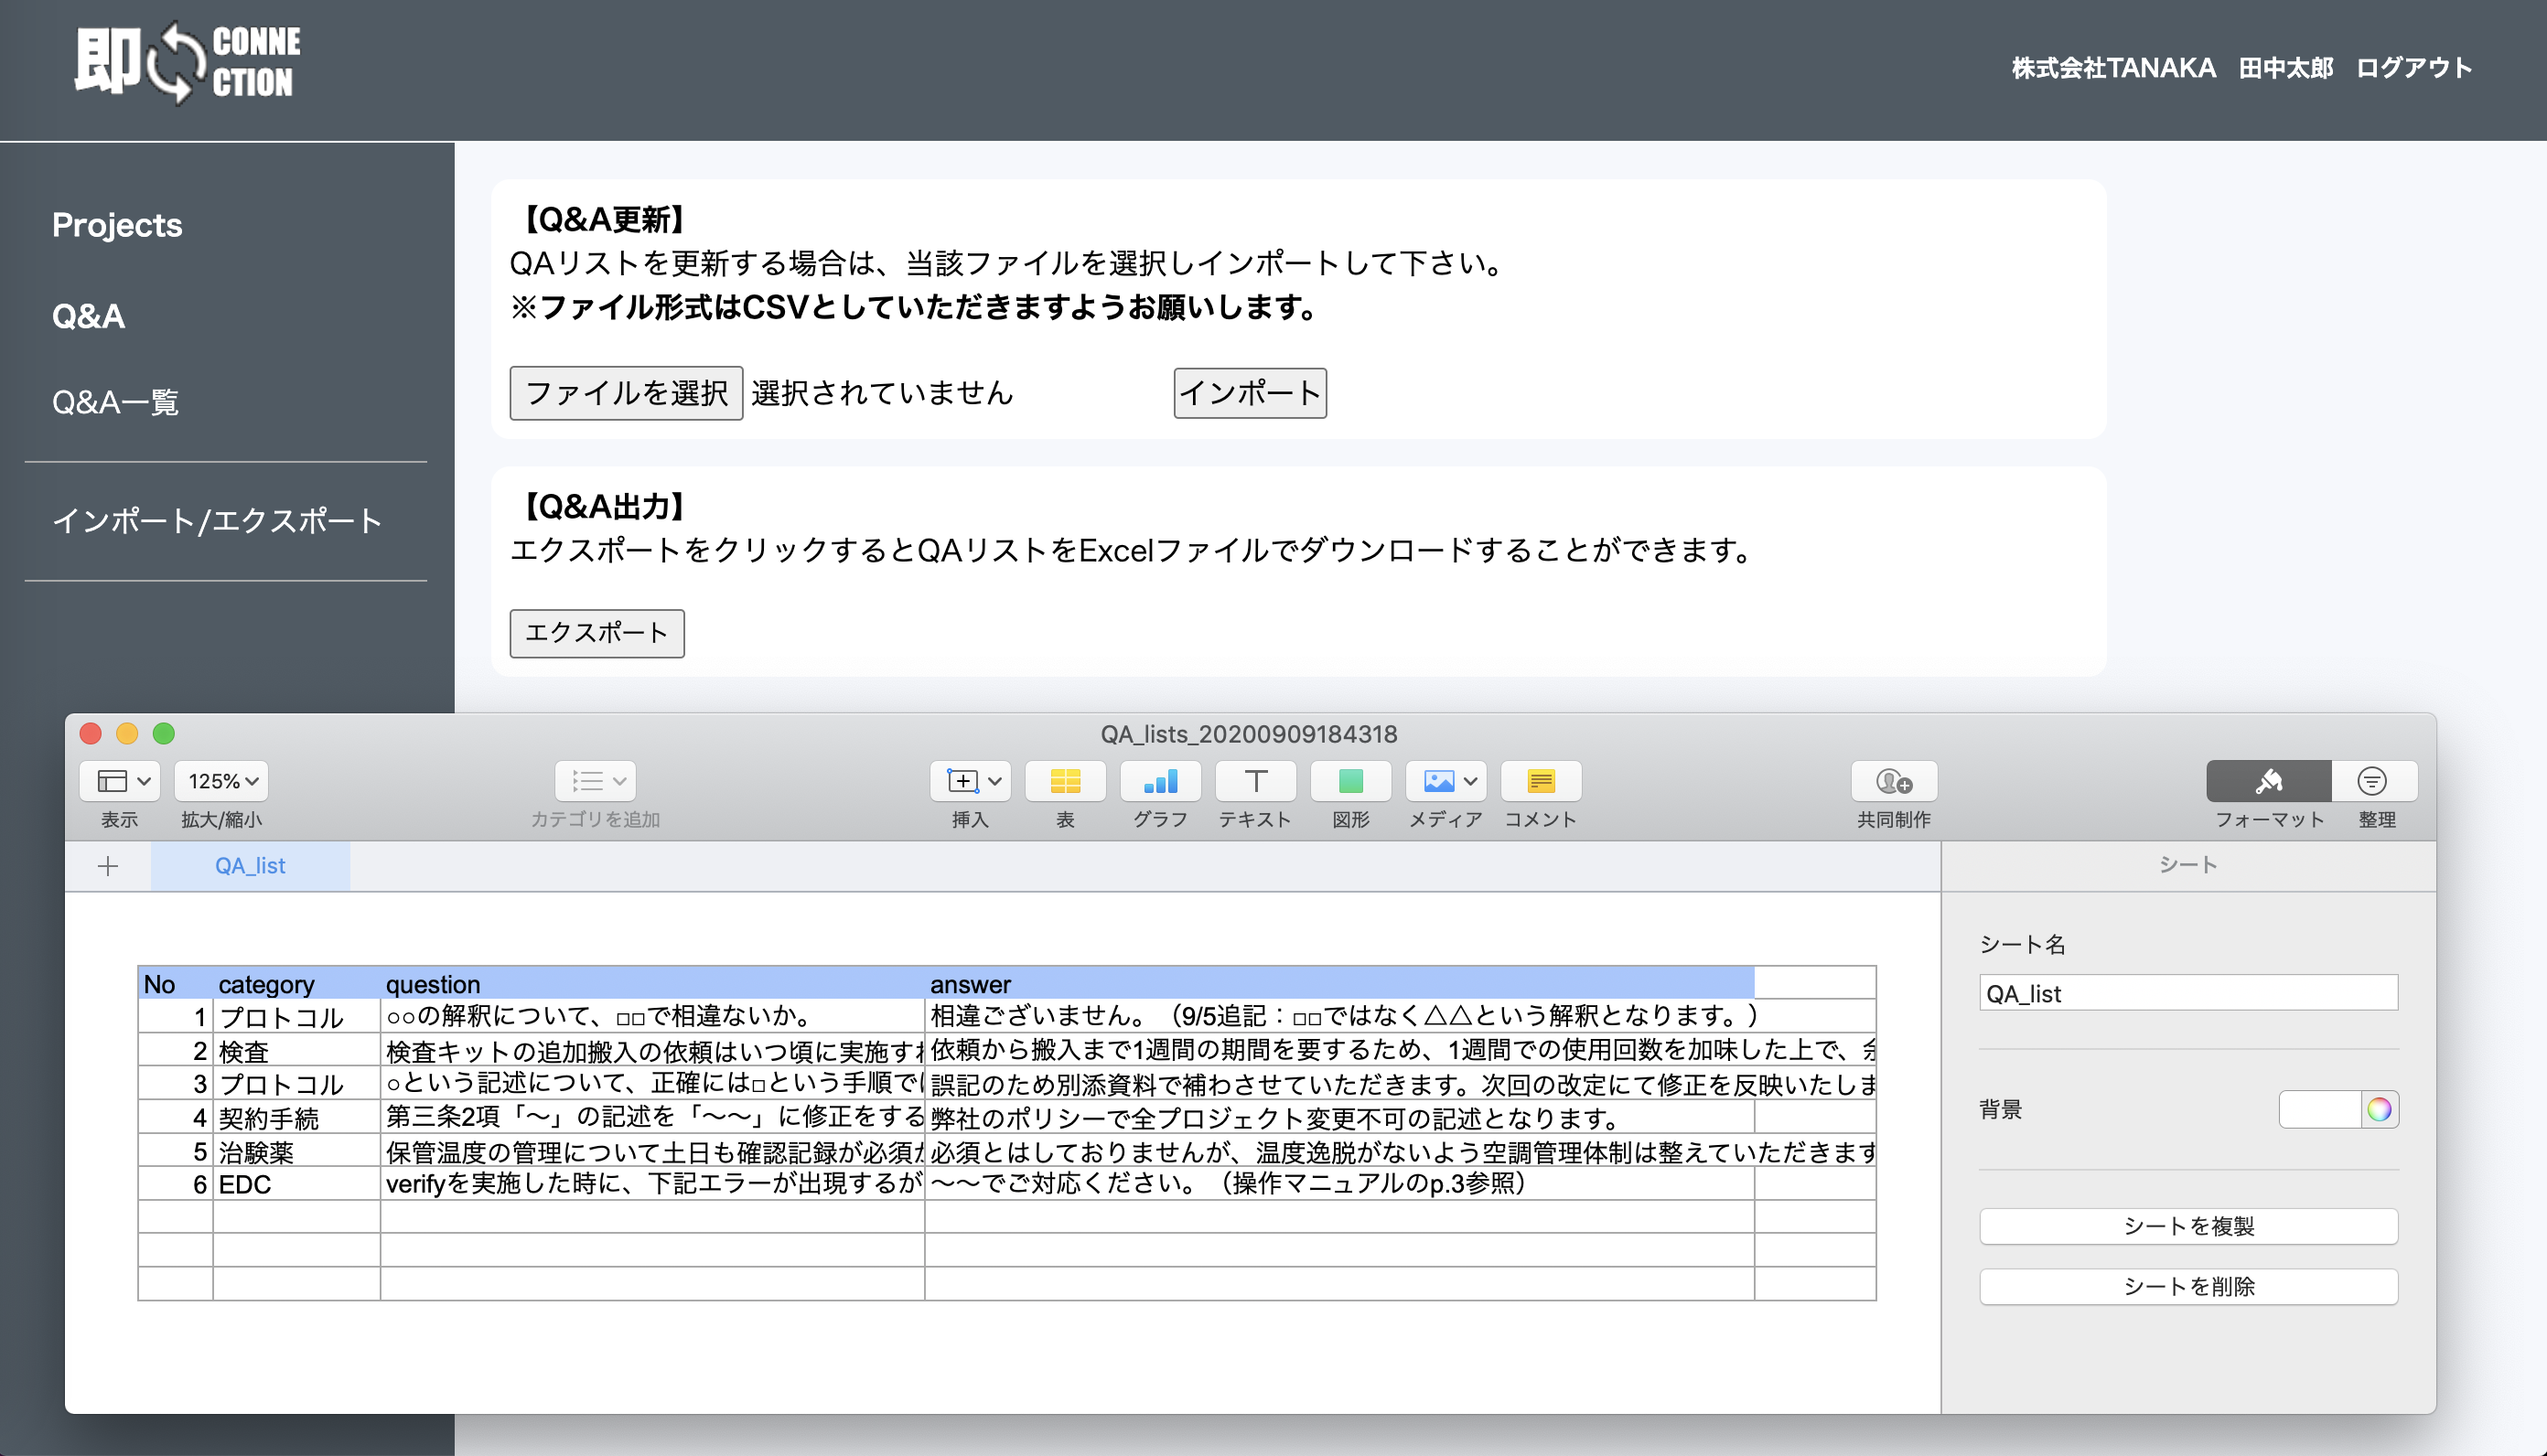 即 CONNE
CTION
株式会社TANAKA 田中太郎 ログアウト
Projects
Q&A
Q&A一覧
インポート/エクスポート
【Q&A更新】
QAリストを更新する場合は、当該ファイルを選択しインポートして下さい。
※ファイル形式はCSVとしていただきますようお願いします。
ファイルを選択 選択されていません インポート
【Q&A出力】
エクスポートをクリックするとQAリストをExcelファイルでダウンロードすることができます。
エクスポート
QA_lists_20200909184318
125%
表示 拡大/縮小 カテゴリを追加 挿入 表 グラフ テキスト 図形 メディア コメント 共同制作 フォーマット 整理
QA_list
シート
No category question answer
1 プロトコル ○○の解釈について、□□で相違ないか。 相違ございません。（9/5追記：□□ではなく△△という解釈となります。）
2 検査 検査キットの追加搬入の依頼はいつ頃に実施す 依頼から搬入まで1週間の期間を要するため、1週間での使用回数を加味した上で、
3 プロトコル ○という記述について、正確には□という手順で 誤記のため別添資料で補わさせていただきます。次回の改定にて修正を反映いたしま
4 契約手続 第三条2項「〜」の記述を「〜〜」に修正をする 弊社のポリシーで全プロジェクト変更不可の記述となります。
5 治験薬 保管温度の管理について土日も確認記録が必須 必須とはしておりませんが、温度逸脱がないよう空調管理体制は整えていただきます
6 EDC verifyを実施した時に、下記エラーが出現するが 〜〜でご対応ください。（操作マニュアルのp.3参照）
シート名
QA_list
背景
シートを複製
シートを削除